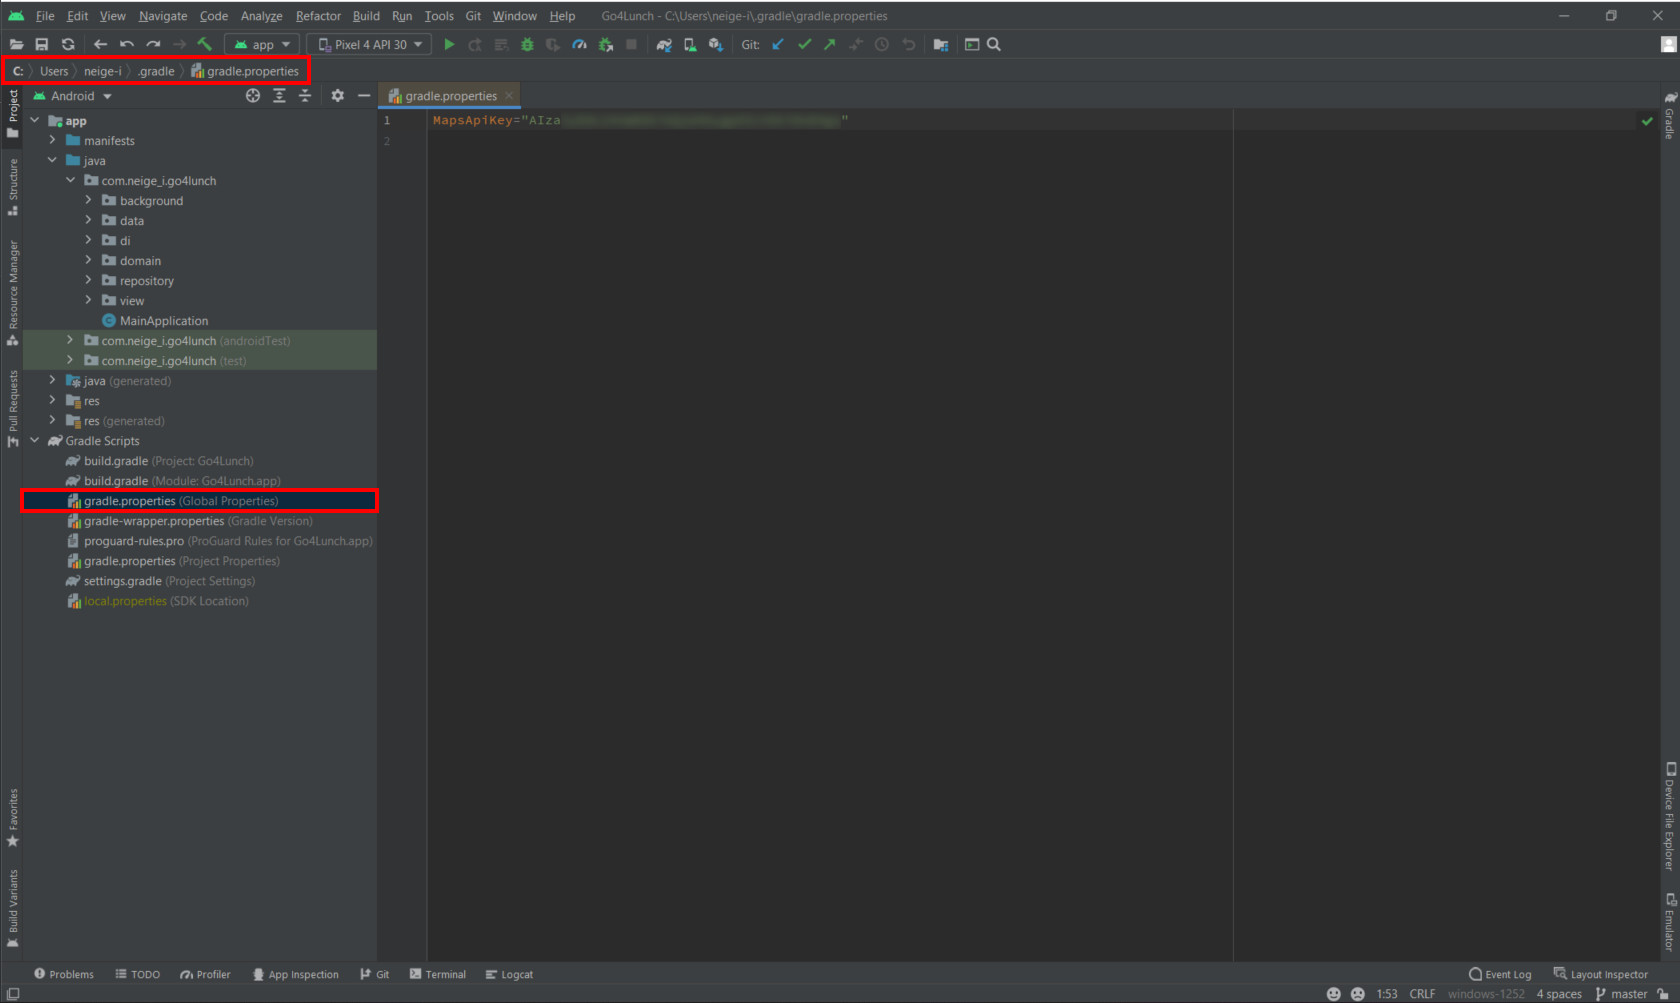 File Edit View Navigate Code Analyze Refactor Build Run Tools Git Window Help Go4Lunch - C:\Users\neige-i\.gradle\gradle.properties
app Pixel 4 API 30 Git:
C: Users neige-i .gradle gradle.properties
Project
Structure
Resource Manager
Pull Requests
Favorites
Build Variants
Android
app
manifests
java
com.neige_i.go4lunch
background
data
di
domain
repository
view
MainApplication
com.neige_i.go4lunch (androidTest)
com.neige_i.go4lunch (test)
java (generated)
res
res (generated)
Gradle Scripts
build.gradle (Project: Go4Lunch)
build.gradle (Module: Go4Lunch.app)
gradle.properties (Global Properties)
gradle-wrapper.properties (Gradle Version)
proguard-rules.pro (ProGuard Rules for Go4Lunch.app)
gradle.properties (Project Properties)
settings.gradle (Project Settings)
local.properties (SDK Location)
gradle.properties
1 MapsApiKey="AIza "
2
Gradle
Device File Explorer
Emulator
Problems TODO Profiler App Inspection Git Terminal Logcat Event Log Layout Inspector
1:53 CRLF windows-1252 4 spaces master